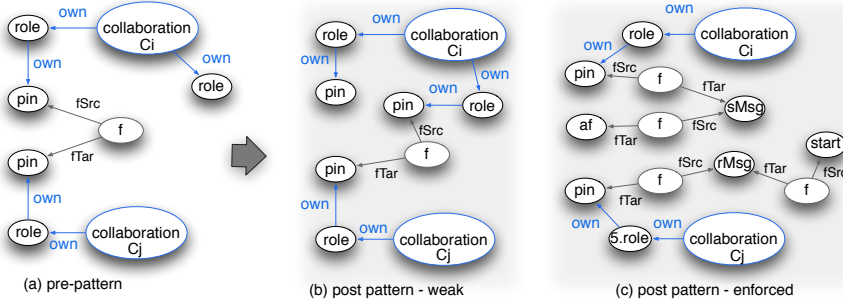 role
own
collaboration
Ci
own
own
role
pin
fSrc
f
pin
fTar
own
role
own
collaboration
Cj
(a) pre-pattern
role
own
collaboration
Ci
own
own
pin
pin
own
role
fSrc
f
pin
fTar
own
role
own
collaboration
Cj
(b) post pattern - weak
role
own
collaboration
Ci
own
pin
fSrc
f
fTar
sMsg
af
fTar
f
fSrc
start
fSrc
rMsg
fTar
fSrc
pin
fTar
f
f
own
5.role
own
collaboration
Cj
(c) post pattern - enforced